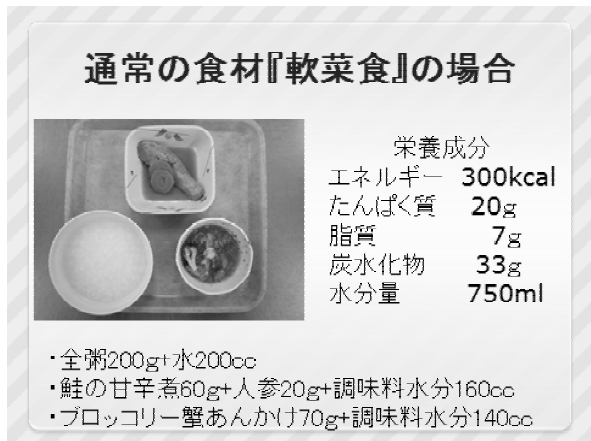 通常の食材『軟菜食』の場合
栄養成分
エネルギー 300kcal
たんぱく質 20g
脂質 7g
炭水化物 33g
水分量 750ml
・全粥200g+水200cc
・鮭の甘辛煮60g+人参20g+調味料水分160cc
・ブロッコリー蟹あんかけ70g+調味料水分140cc